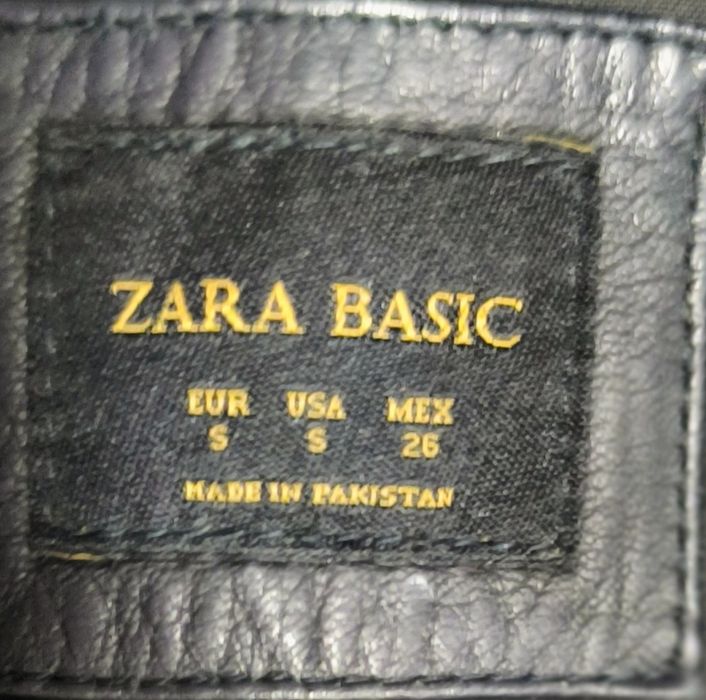 ZARA BASIC
EUR USA MEX
S S 26
MADE IN PAKISTAN